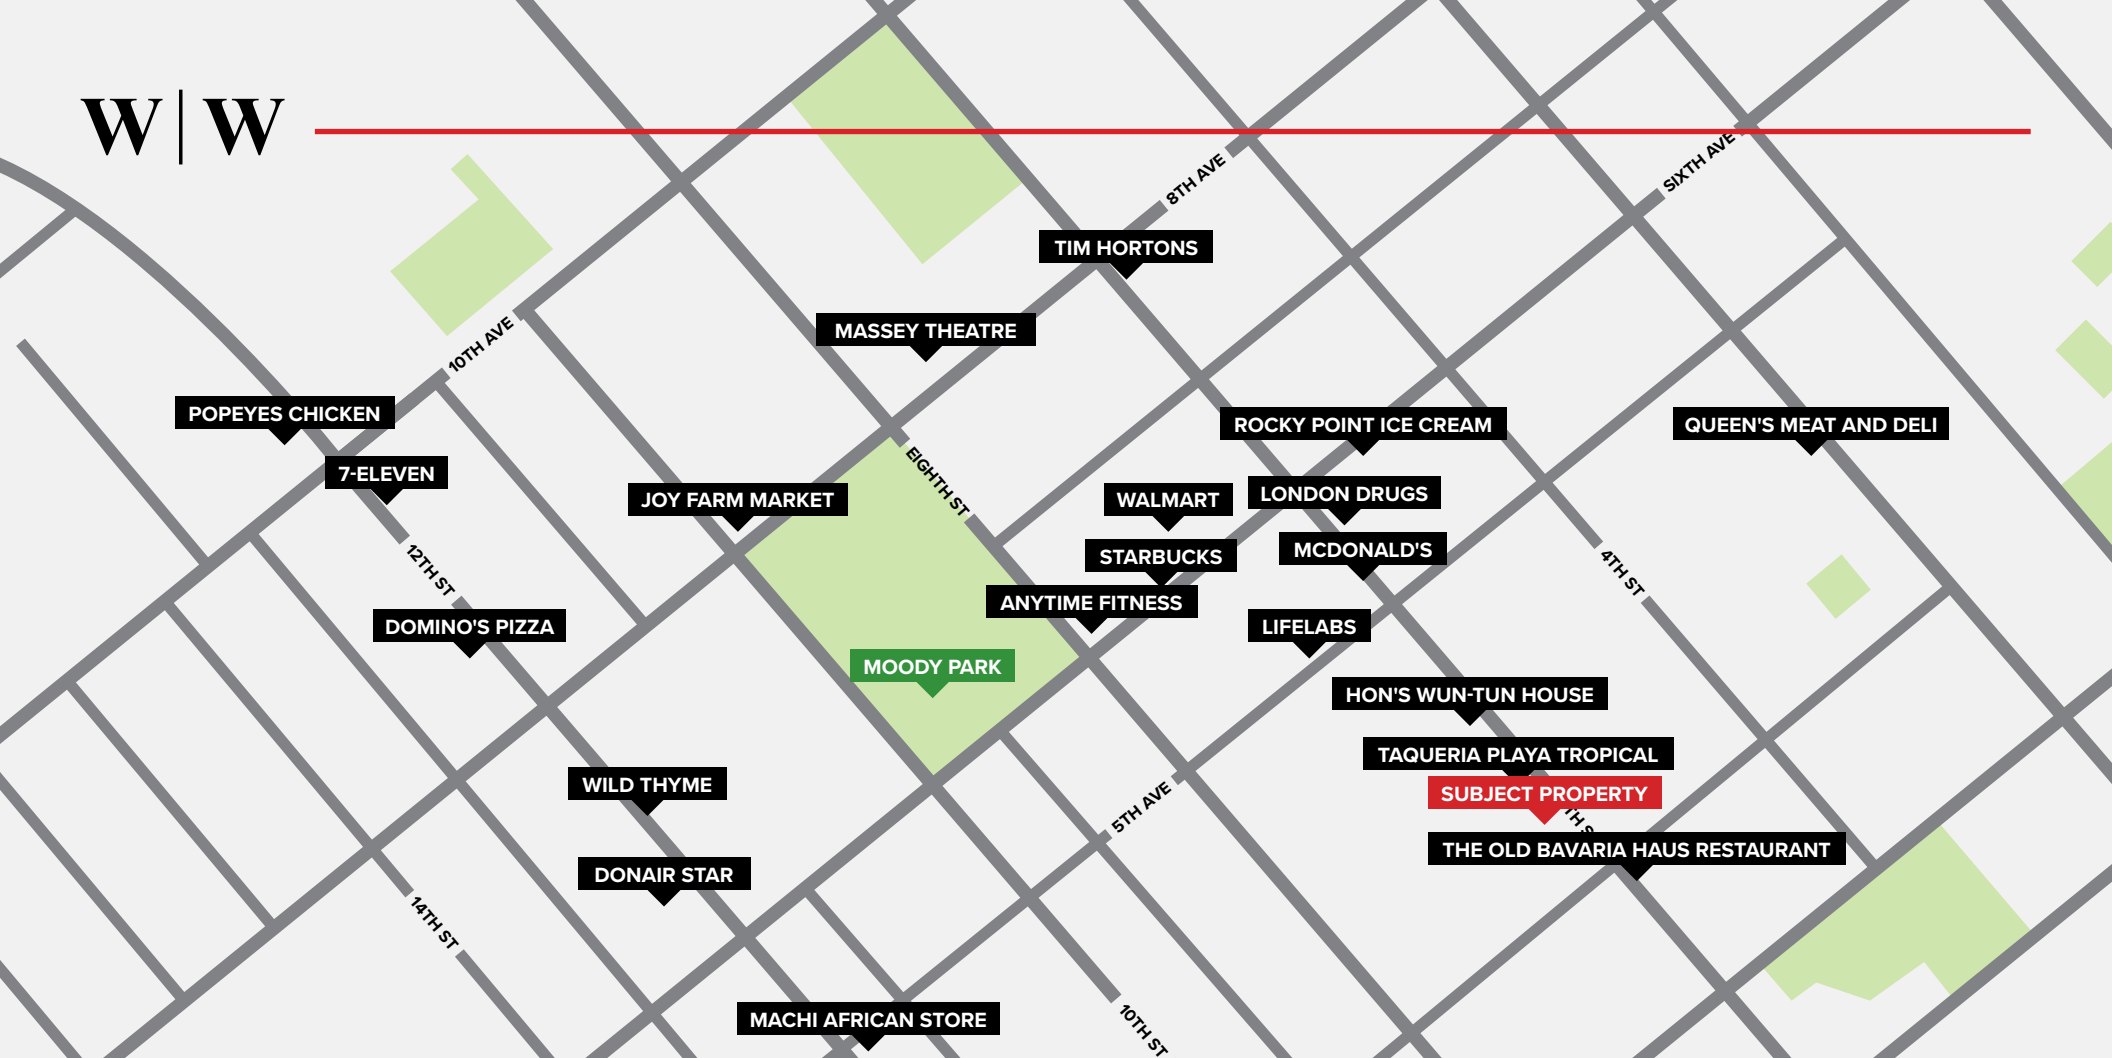 W|W
8TH AVE
SIXTH AVE
TIM HORTONS
MASSEY THEATRE
10TH AVE
POPEYES CHICKEN
ROCKY POINT ICE CREAM
QUEEN'S MEAT AND DELI
7-ELEVEN
EIGHTH ST
JOY FARM MARKET
WALMART
LONDON DRUGS
STARBUCKS
MCDONALD'S
12TH ST
4TH ST
ANYTIME FITNESS
DOMINO'S PIZZA
LIFELABS
MOODY PARK
HON'S WUN-TUN HOUSE
TAQUERIA PLAYA TROPICAL
WILD THYME
5TH AVE
SUBJECT PROPERTY
THE OLD BAVARIA HAUS RESTAURANT
DONAIR STAR
14TH ST
MACHI AFRICAN STORE
10TH ST